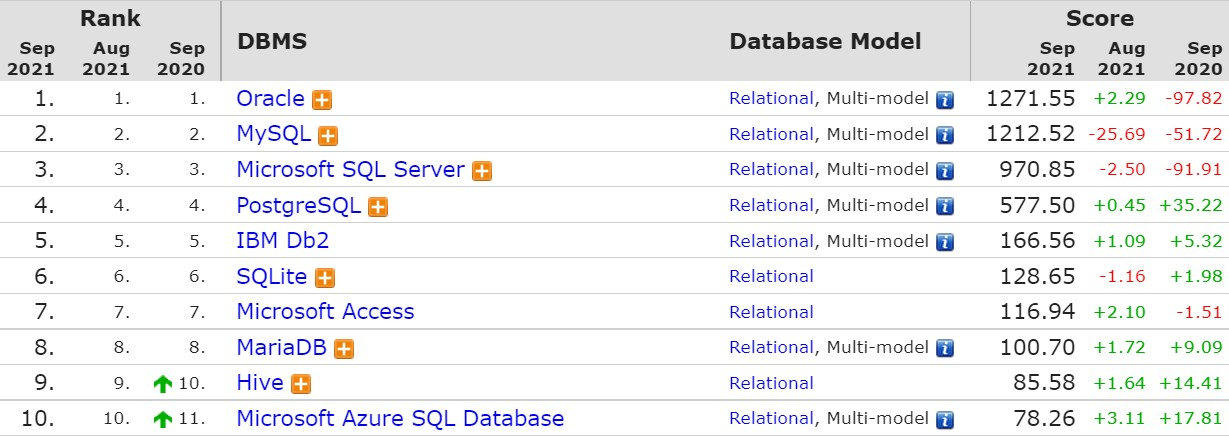 Rank Score
Sep Aug Sep DBMS Database Model Sep Aug Sep
2021 2021 2020 2021 2021 2020
1. 1. 1. Oracle Relational, Multi-model 1271.55 +2.29 -97.82
2. 2. 2. MySQL Relational, Multi-model 1212.52 -25.69 -51.72
3. 3. 3. Microsoft SQL Server Relational, Multi-model 970.85 -2.50 -91.91
4. 4. 4. PostgreSQL Relational, Multi-model 577.50 +0.45 +35.22
5. 5. 5. IBM Db2 Relational, Multi-model 166.56 +1.09 +5.32
6. 6. 6. SQLite Relational 128.65 -1.16 +1.98
7. 7. 7. Microsoft Access Relational 116.94 +2.10 -1.51
8. 8. 8. MariaDB Relational, Multi-model 100.70 +1.72 +9.09
9. 9. 10. Hive Relational 85.58 +1.64 +14.41
10. 10. 11. Microsoft Azure SQL Database Relational, Multi-model 78.26 +3.11 +17.81